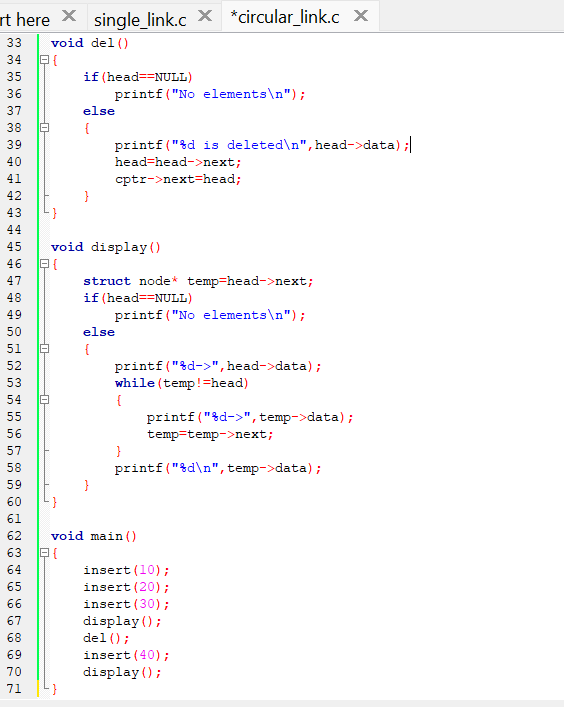 rt here single_link.c *circular_link.c
33 void del()
34 {
35     if(head==NULL)
36         printf("No elements\n");
37     else
38     {
39         printf("%d is deleted\n",head->data);
40         head=head->next;
41         cptr->next=head;
42     }
43 }
44
45 void display()
46 {
47     struct node* temp=head->next;
48     if(head==NULL)
49         printf("No elements\n");
50     else
51     {
52         printf("%d->",head->data);
53         while(temp!=head)
54         {
55             printf("%d->",temp->data);
56             temp=temp->next;
57         }
58         printf("%d\n",temp->data);
59     }
60 }
61
62 void main()
63 {
64     insert(10);
65     insert(20);
66     insert(30);
67     display();
68     del();
69     insert(40);
70     display();
71 }